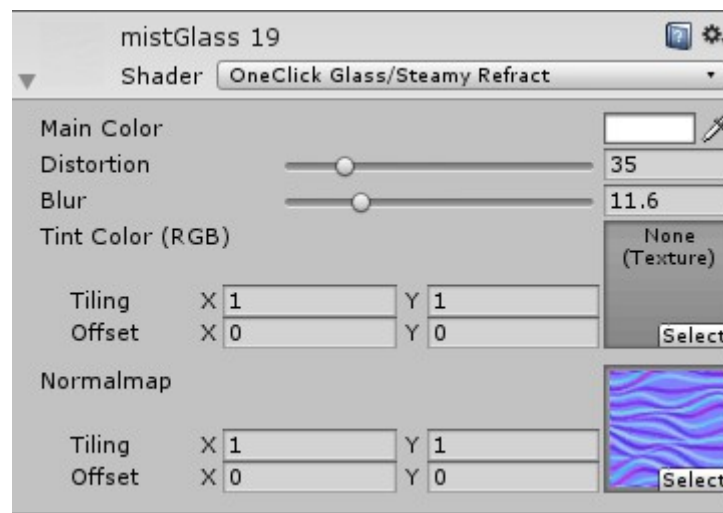 mistGlass 19
Shader OneClick Glass/Steamy Refract
Main Color
Distortion 35
Blur 11.6
Tint Color (RGB) None
(Texture)
Tiling X 1 Y 1
Offset X 0 Y 0 Select
Normalmap
Tiling X 1 Y 1
Offset X 0 Y 0 Select